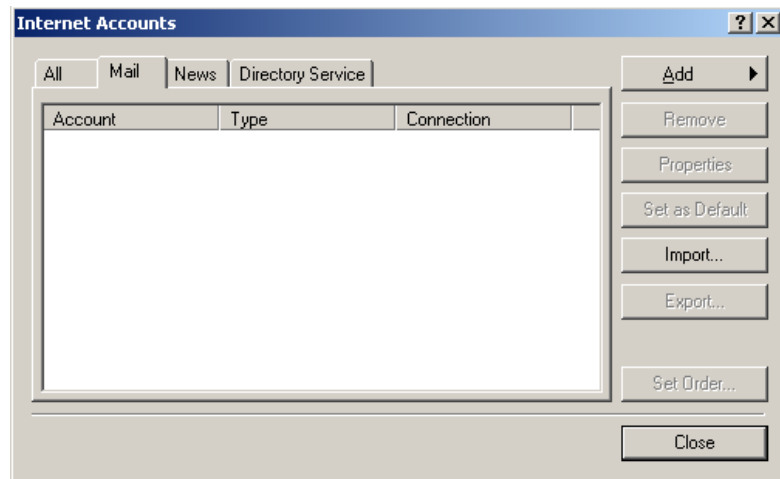 Internet Accounts
All Mail News Directory Service
Account Type Connection
Add
Remove
Properties
Set as Default
Import...
Export...
Set Order...
Close